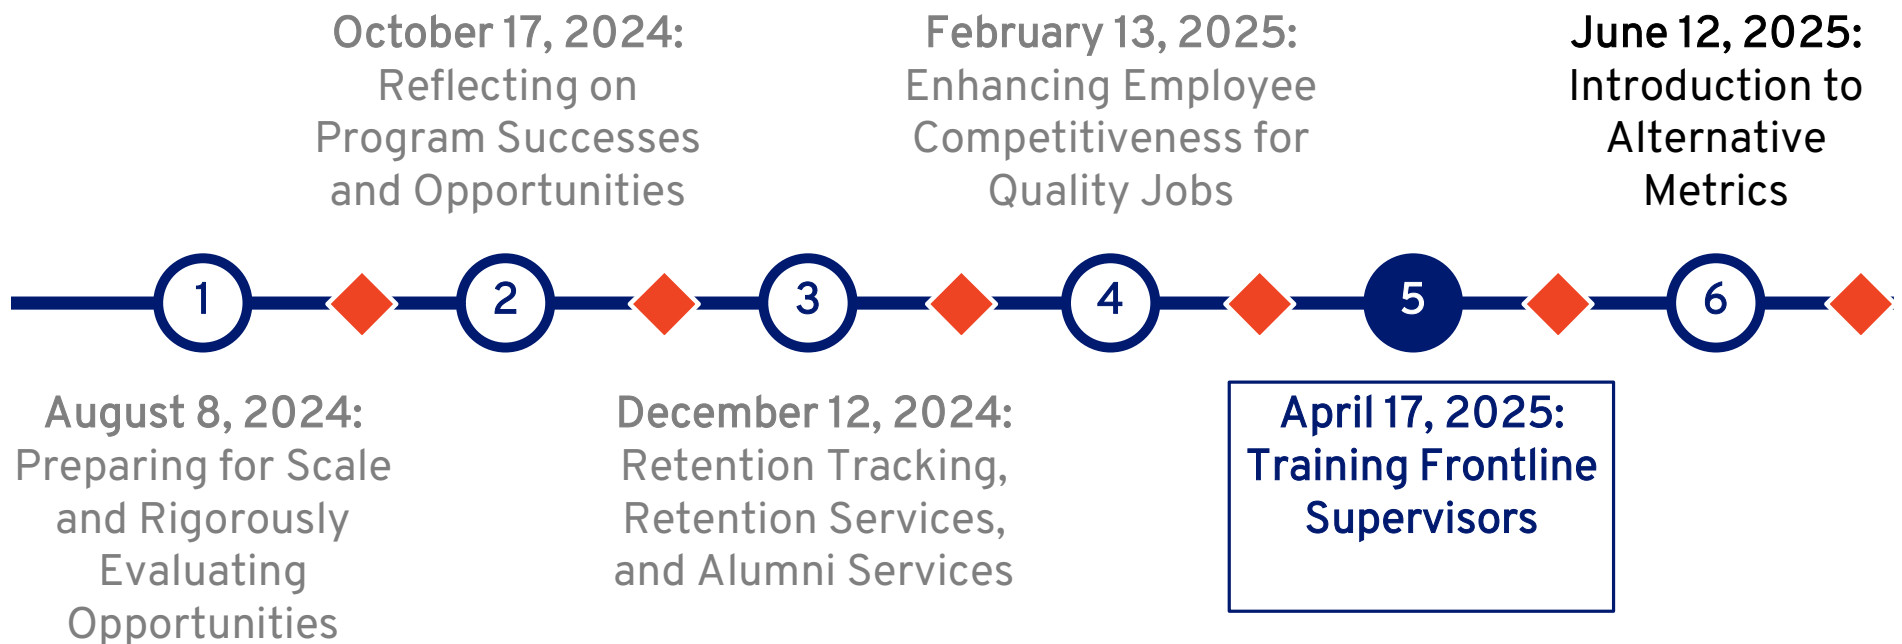 October 17, 2024:
Reflecting on
Program Successes
and Opportunities
February 13, 2025:
Enhancing Employee
Competitiveness for
Quality Jobs
June 12, 2025:
Introduction to
Alternative
Metrics
1
2
3
4
5
6
August 8, 2024:
Preparing for Scale
and Rigorously
Evaluating
Opportunities
December 12, 2024:
Retention Tracking,
Retention Services,
and Alumni Services
April 17, 2025:
Training Frontline
Supervisors